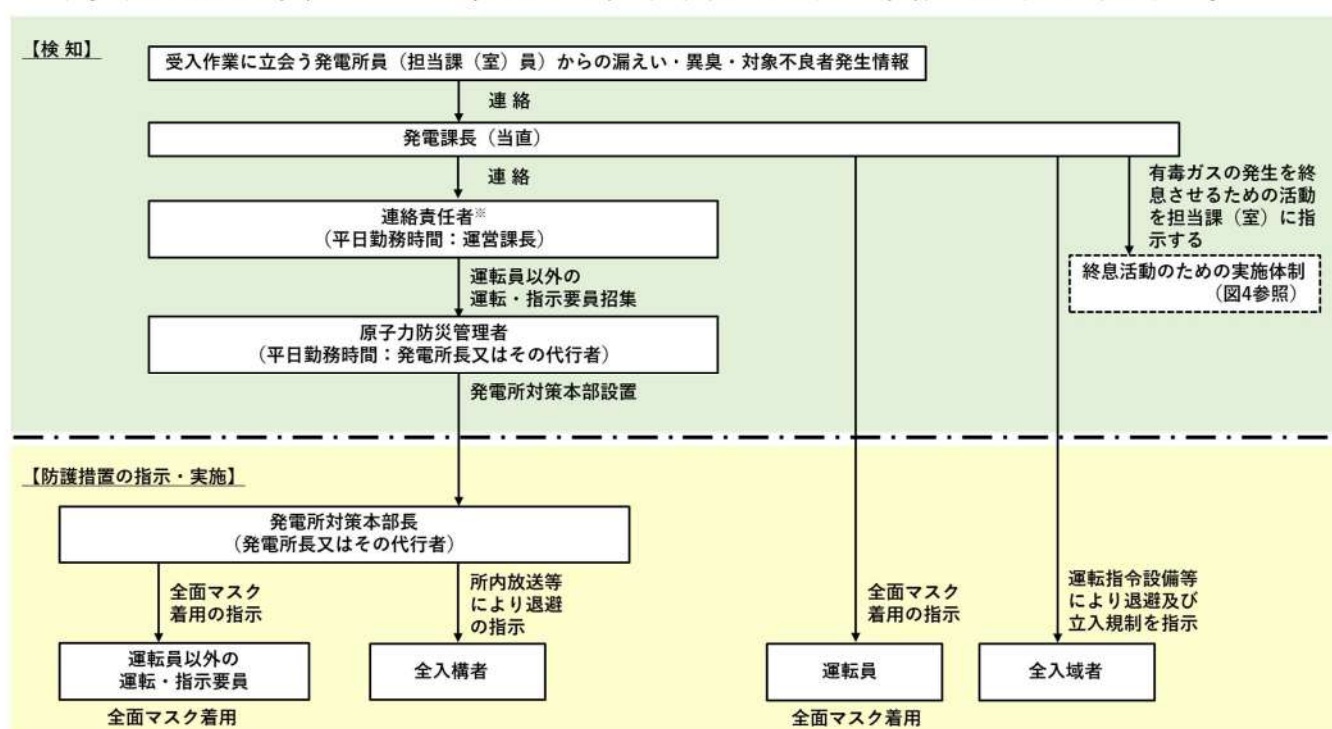 【検 知】
受入作業に立会う発電所員（担当課（室）員）からの漏えい・異臭・対象不良者発生情報
連 絡
発電課長（当直）
連 絡
有毒ガスの発生を終
息させるための活動
を担当課（室）に指
示する
連絡責任者※
（平日勤務時間：運営課長）
終息活動のための実施体制
（図4参照）
運転員以外の
運転・指示要員招集
原子力防災管理者
（平日勤務時間：発電所長又はその代行者）
発電所対策本部設置
【防護措置の指示・実施】
発電所対策本部長
（発電所長又はその代行者）
全面マスク
着用の指示
所内放送等
により退避
の指示
全面マスク
着用の指示
運転指令設備等
により退避及び
立入規制を指示
運転員以外の
運転・指示要員
全入構者
運転員
全入域者
全面マスク着用
全面マスク着用